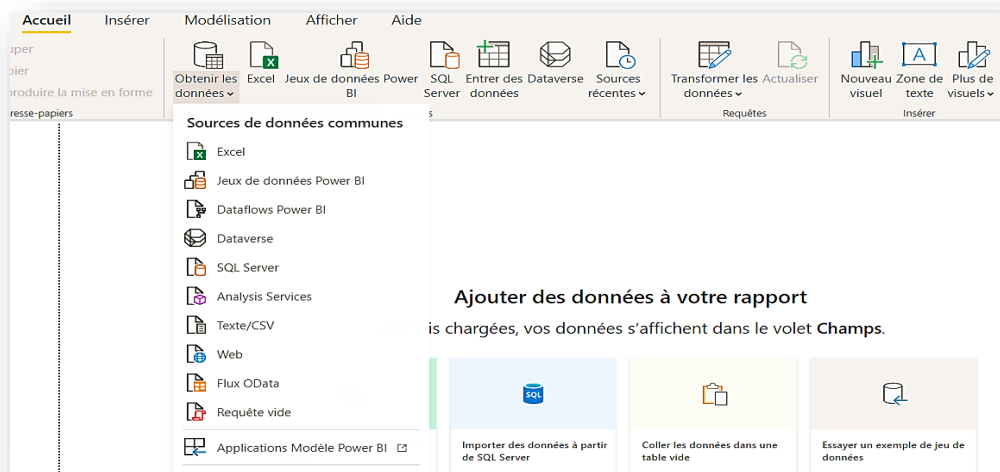 Accueil Insérer Modélisation Afficher Aide
uper
pier
produire la mise en forme
resse-papiers
Obtenir les
données
Excel
Jeux de données Power
BI
SQL
Server
Entrer des
données
Dataverse
Sources
récentes
s
Transformer les
données
Actualiser
Requêtes
Nouveau
visuel
Zone de
texte
Plus de
visuels
Insérer
Sources de données communes
Excel
Jeux de données Power BI
Dataflows Power BI
Dataverse
SQL Server
Analysis Services
Texte/CSV
Web
Flux OData
Requête vide
Applications Modèle Power BI
Ajouter des données à votre rapport
is chargées, vos données s’affichent dans le volet Champs.
SQL
Importer des données à partir
de SQL Server
Coller les données dans une
table vide
Essayer un exemple de jeu de
données